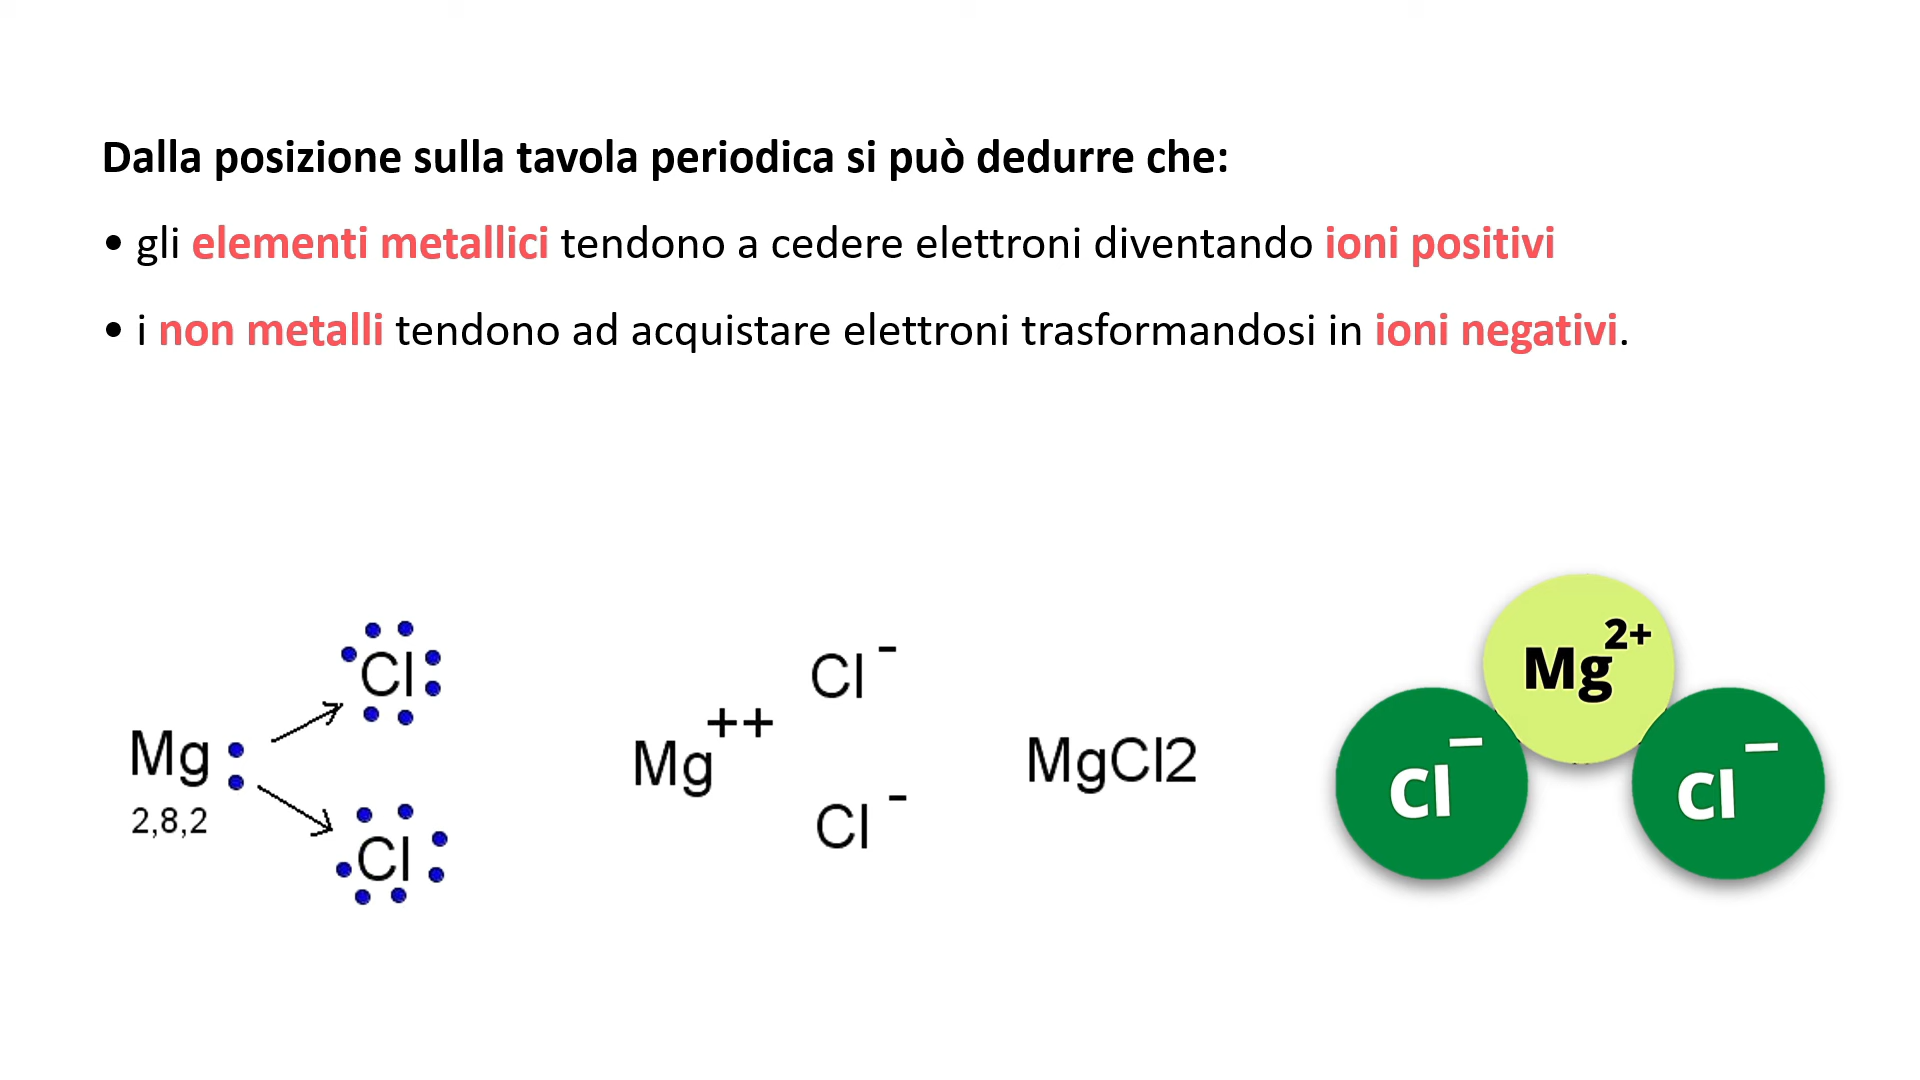 Dalla posizione sulla tavola periodica si può dedurre che:
• gli elementi metallici tendono a cedere elettroni diventando ioni positivi
• i non metalli tendono ad acquistare elettroni trasformandosi in ioni negativi.
Cl
Mg
2,8,2
Cl
Mg++
Cl-
Cl-
MgCl2
Mg2+
Cl–
Cl–